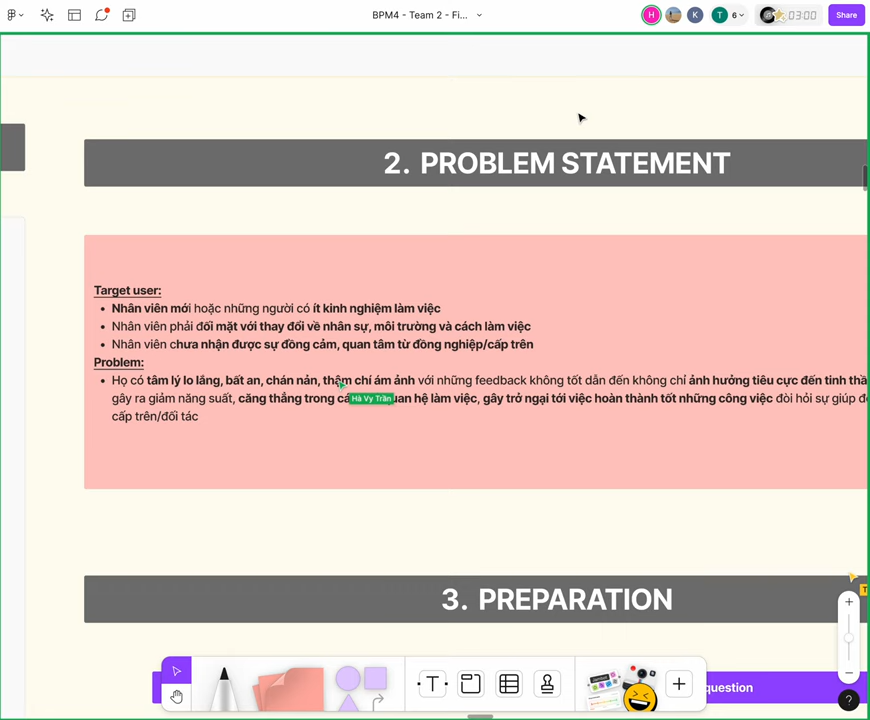 BPM4 - Team 2 - Fi...
H
K
T
6
03:00
Share
2. PROBLEM STATEMENT
Target user:
• Nhân viên mới hoặc những người có ít kinh nghiệm làm việc
• Nhân viên phải đối mặt với thay đổi về nhân sự, môi trường và cách làm việc
• Nhân viên chưa nhận được sự đồng cảm, quan tâm từ đồng nghiệp/cấp trên
Problem:
• Họ có tâm lý lo lắng, bất an, chán nản, thậm chí ám ảnh với những feedback không tốt dẫn đến không chỉ ảnh hưởng tiêu cực đến tinh
gây ra giảm năng suất, căng thẳng trong hệ làm việc, gây trở ngại tới việc hoàn thành tốt những công việc đòi hỏi sự giúp
Hà Vy Trần
cấp trên/đối tác
3. PREPARATION
T
question
?